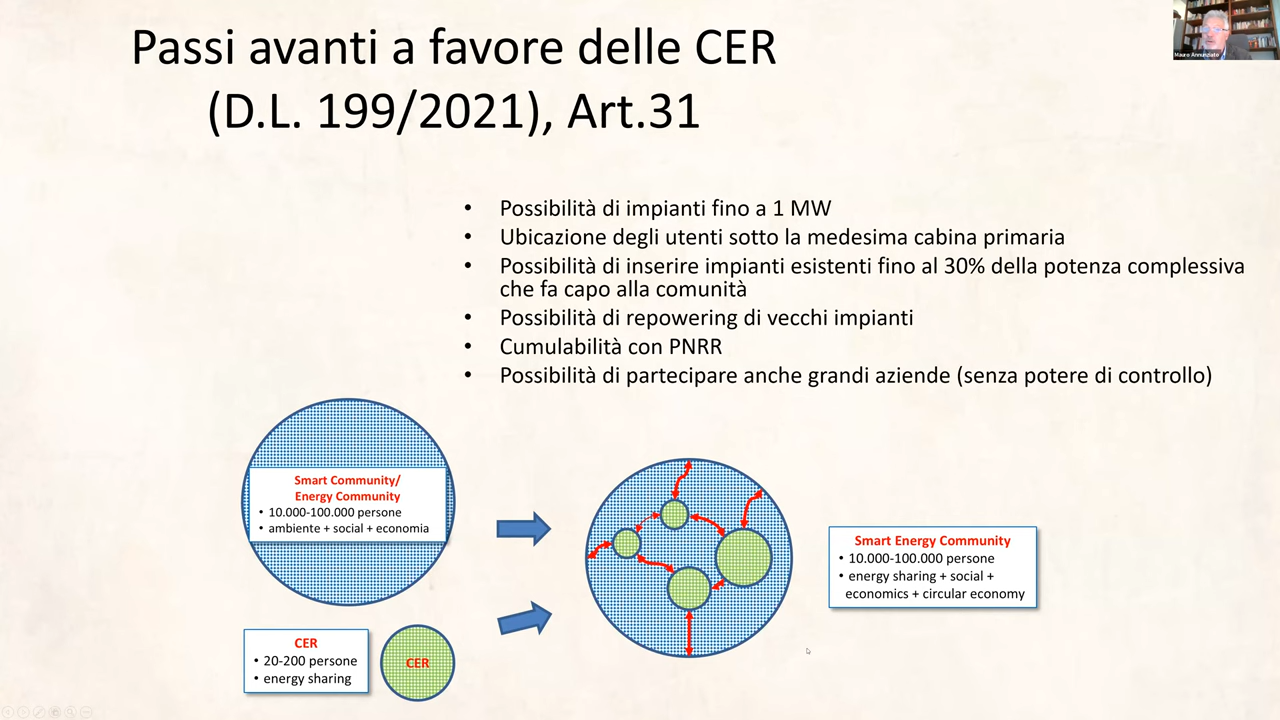 Passi avanti a favore delle CER
(D.L. 199/2021), Art.31
Mauro Annunziato
• Possibilità di impianti fino a 1 MW
• Ubicazione degli utenti sotto la medesima cabina primaria
• Possibilità di inserire impianti esistenti fino al 30% della potenza complessiva
che fa capo alla comunità
• Possibilità di repowering di vecchi impianti
• Cumulabilità con PNRR
• Possibilità di partecipare anche grandi aziende (senza potere di controllo)
Smart Community/
Energy Community
• 10.000-100.000 persone
• ambiente + social + economia
Smart Energy Community
• 10.000-100.000 persone
• energy sharing + social +
economics + circular economy
CER
• 20-200 persone
• energy sharing
CER